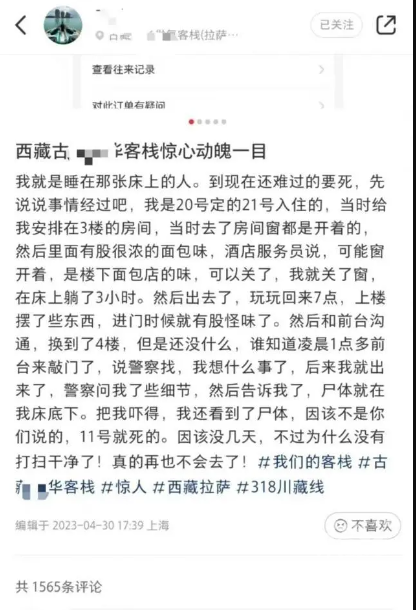 已关注
客栈(拉萨…
查看往来记录
对此订单有疑问
西藏古 华客栈惊心动魄一目
我就是睡在那张床上的人。到现在还难过的要死，先
说说事情经过吧，我是20号定的21号入住的，当时给
我安排在3楼的房间，当时去了房间窗都是开着的，
然后里面有股很浓的面包味，酒店服务员说，可能窗
开着，是楼下面包店的味，可以关了，我就关了窗，
在床上躺了3小时。然后出去了，玩玩回来7点，上楼
摆了些东西，进门时候就有股怪味了。然后和前台沟
通，换到了4楼，但是还没什么，谁知道凌晨1点多前
台来敲门了，说警察找，我想什么事了，后来我就出
来了，警察问我了些细节，然后告诉我了，尸体就在
我床底下。把我吓得，我还看到了尸体，因该不是你
们说的，11号就死的。因该没几天，不过为什么没有
打扫干净了！真的再也不会去了！#我们的客栈 #古
华客栈 #惊人 #西藏拉萨 #318川藏线
编辑于 2023-04-30 17:39 上海
不喜欢
共 1565条评论